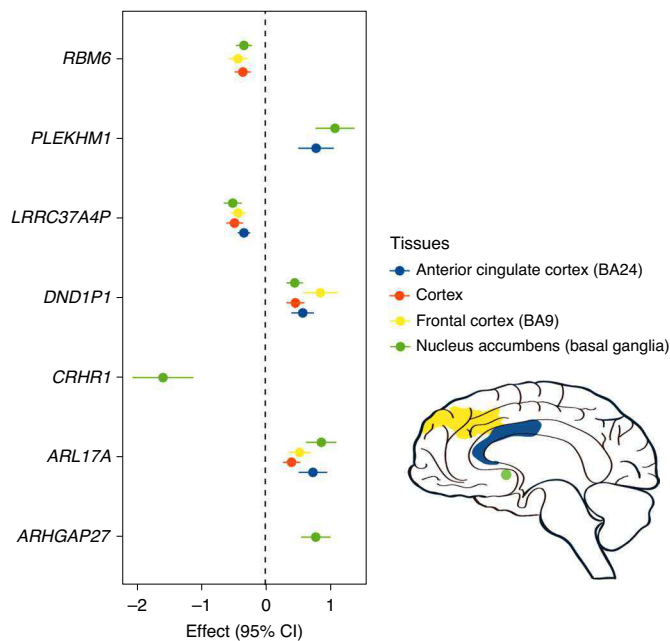 RBM6
PLEKHM1
LRRC37A4P
DND1P1
CRHR1
ARL17A
ARHGAP27
–2
–1
0
1
Effect (95% CI)
Tissues
Anterior cingulate cortex (BA24)
Cortex
Frontal cortex (BA9)
Nucleus accumbens (basal ganglia)